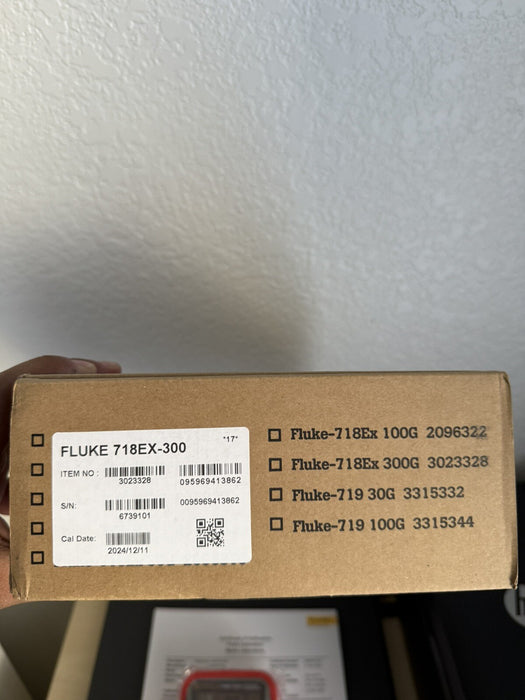 FLUKE 718EX-300
"17"
ITEM NO :
3023328
095969413862
S/N:
6739101
0095969413862
Cal Date:
2024/12/11
Fluke-718Ex 100G 2096322
Fluke-718Ex 300G 3023328
Fluke-719 30G 3315332
Fluke-719 100G 3315344